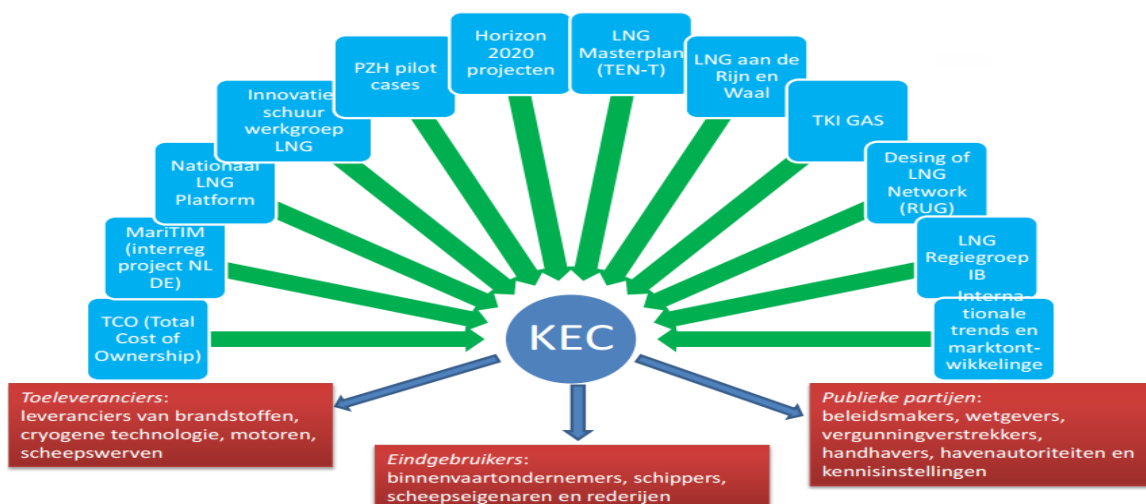 TCO (Total
Cost of
Ownership)
MariTIM
(interreg
project NL
DE)
Nationaal
LNG
Platform
Innovatie
schuur
werkgroep
LNG
PZH pilot
cases
Horizon
2020
projecten
LNG
Masterplan
(TEN-T)
LNG aan de
Rijn en
Waal
TKI GAS
Desing of
LNG
Network
(RUG)
LNG
Regiegroep
IB
Interna-
tionale
trends en
marktont-
wikkelinge
KEC
Toeleveranciers:
leveranciers van brandstoffen,
cryogene technologie, motoren,
scheepswerven
Eindgebruikers:
binnenvaartondernemers, schippers,
scheepseigenaren en rederijen
Publieke partijen:
beleidsmakers, wetgevers,
vergunningverstrekkers,
handhavers, havenautoriteiten en
kennisinstellingen